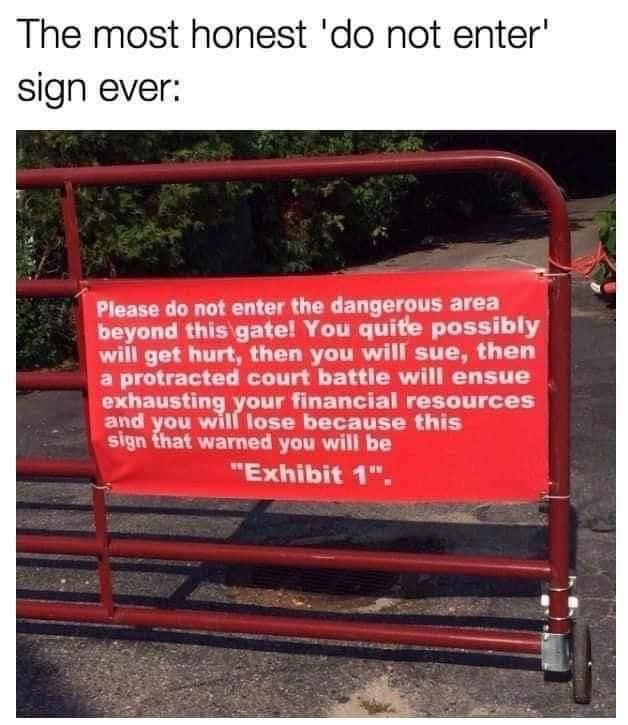 The most honest 'do not enter'
sign ever:
Please do not enter the dangerous area
beyond this gate! You quite possibly
will get hurt, then you will sue, then
a protracted court battle will ensue
exhausting your financial resources
and you will lose because this
sign that warned you will be
"Exhibit 1".